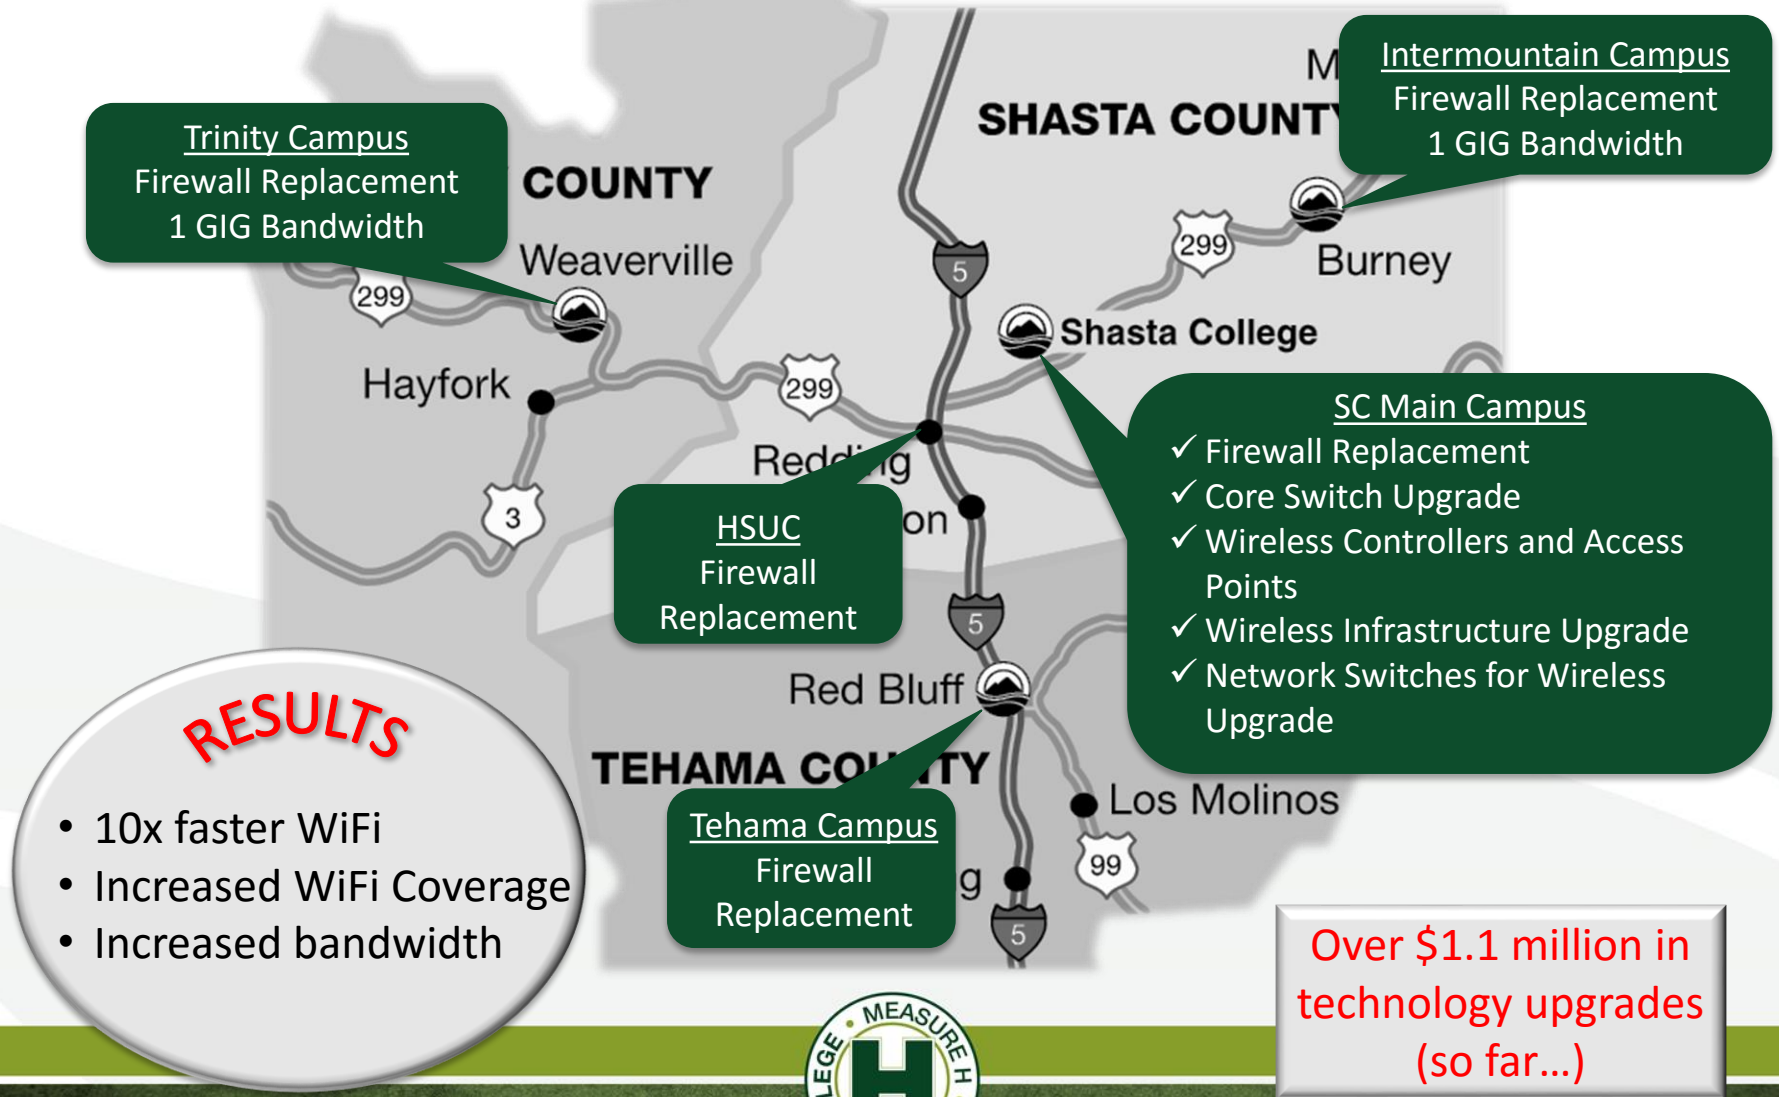 Intermountain Campus
Firewall Replacement
1 GIG Bandwidth
M
SHASTA COUNT
Trinity Campus
Firewall Replacement
1 GIG Bandwidth
COUNTY
Weaverville
299
299
5
Burney
299
Shasta College
Hayfork
Redding
SC Main Campus
✓ Firewall Replacement
✓ Core Switch Upgrade
✓ Wireless Controllers and Access
Points
✓ Wireless Infrastructure Upgrade
✓ Network Switches for Wireless
Upgrade
3
HSUC
Firewall
Replacement
on
5
Red Bluff
TEHAMA COUNTY
Los Molinos
Tehama Campus
Firewall
Replacement
g
99
5
RESULTS
• 10x faster WiFi
• Increased WiFi Coverage
• Increased bandwidth
Over $1.1 million in
technology upgrades
(so far...)
LEGE • MEASURE H
H